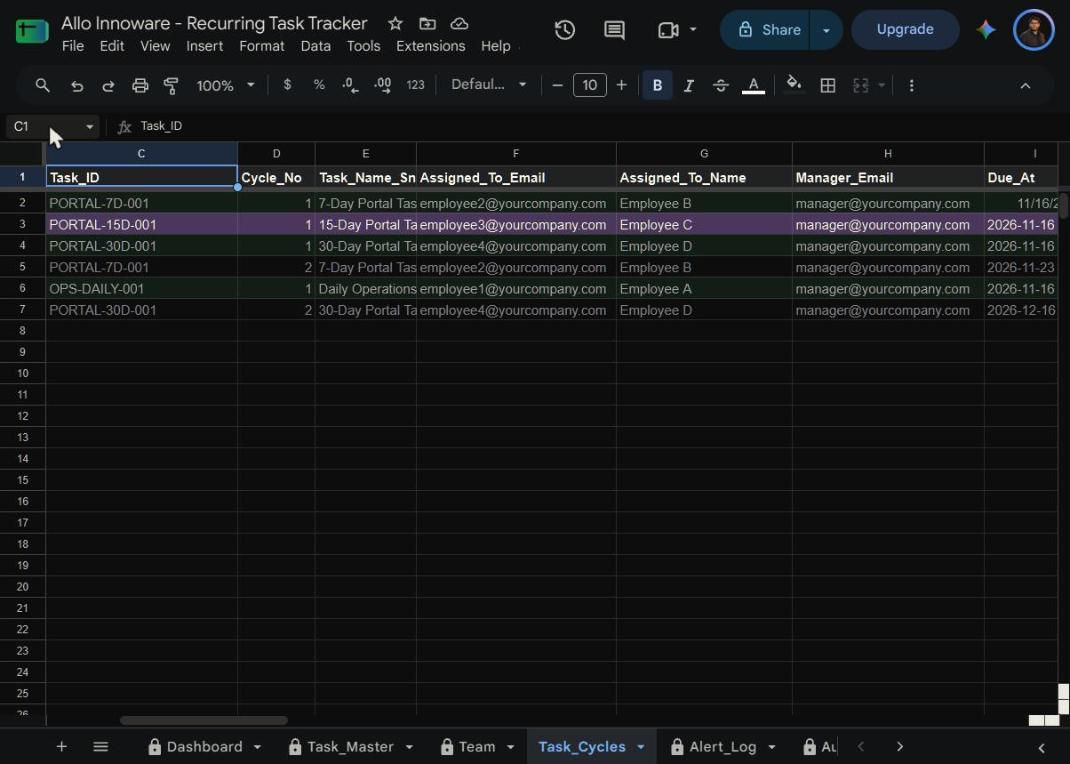 Allo Innoware - Recurring Task Tracker
File Edit View Insert Format Data Tools Extensions Help
Share
Upgrade
100% $ % .0 .00 123 Defaul... 10 B I S A
C1 fx Task_ID
C D E F G H I
1 Task_ID Cycle_No Task_Name_Sn Assigned_To_Email Assigned_To_Name Manager_Email Due_At
2 PORTAL-7D-001 1 7-Day Portal Tas employee2@yourcompany.com Employee B manager@yourcompany.com 11/16/2
3 PORTAL-15D-001 1 15-Day Portal Ta employee3@yourcompany.com Employee C manager@yourcompany.com 2026-11-16
4 PORTAL-30D-001 1 30-Day Portal Ta employee4@yourcompany.com Employee D manager@yourcompany.com 2026-11-16
5 PORTAL-7D-001 2 7-Day Portal Tas employee2@yourcompany.com Employee B manager@yourcompany.com 2026-11-23
6 OPS-DAILY-001 1 Daily Operations employee1@yourcompany.com Employee A manager@yourcompany.com 2026-11-16
7 PORTAL-30D-001 2 30-Day Portal Ta employee4@yourcompany.com Employee D manager@yourcompany.com 2026-12-16
8
9
10
11
12
13
14
15
16
17
18
19
20
21
22
23
24
25
26
Dashboard Task_Master Team Task_Cycles Alert_Log Au